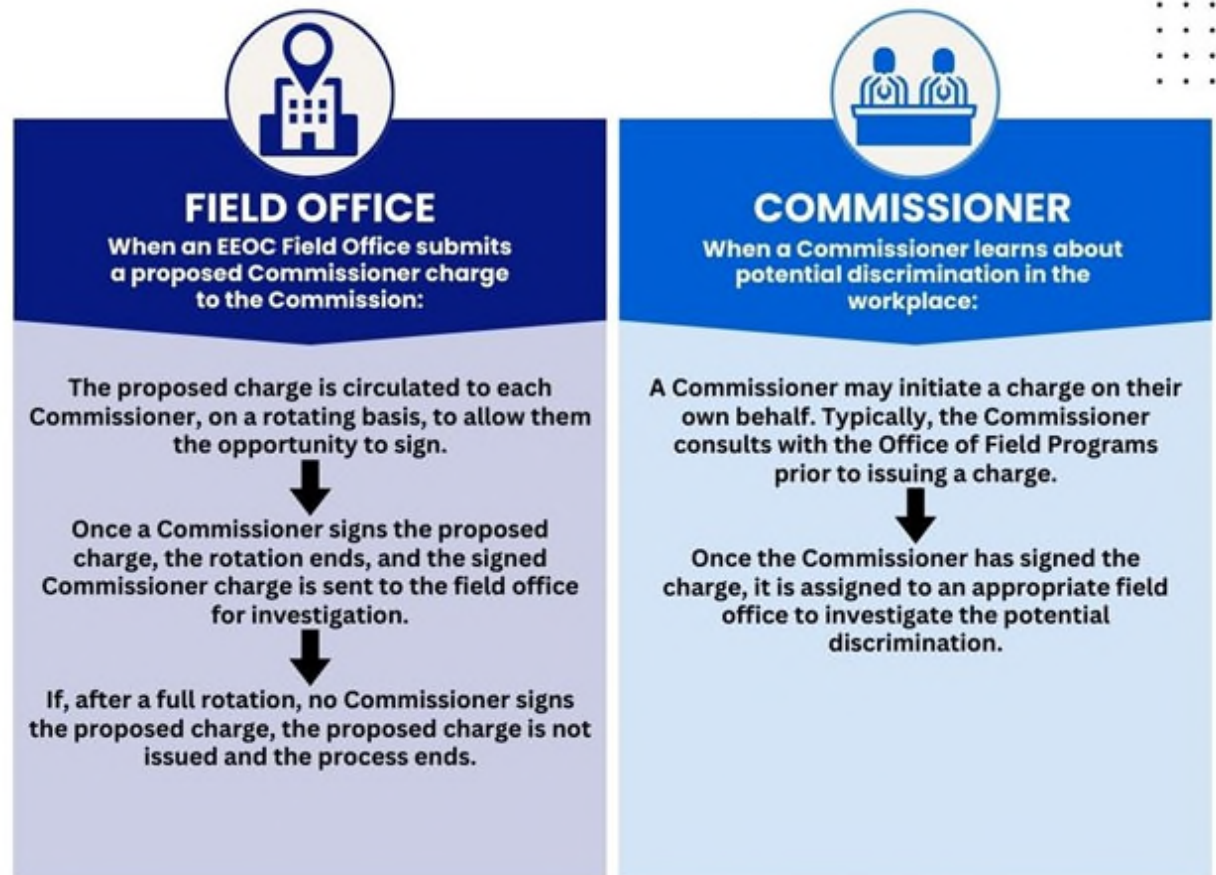 FIELD OFFICE
When an EEOC Field Office submits
a proposed Commissioner charge
to the Commission:
The proposed charge is circulated to each
Commissioner, on a rotating basis, to allow them
the opportunity to sign.
Once a Commissioner signs the proposed
charge, the rotation ends, and the signed
Commissioner charge is sent to the field office
for investigation.
If, after a full rotation, no Commissioner signs
the proposed charge, the proposed charge is not
issued and the process ends.
COMMISSIONER
When a Commissioner learns about
potential discrimination in the
workplace:
A Commissioner may initiate a charge on their
own behalf. Typically, the Commissioner
consults with the Office of Field Programs
prior to issuing a charge.
Once the Commissioner has signed the
charge, it is assigned to an appropriate field
office to investigate the potential
discrimination.